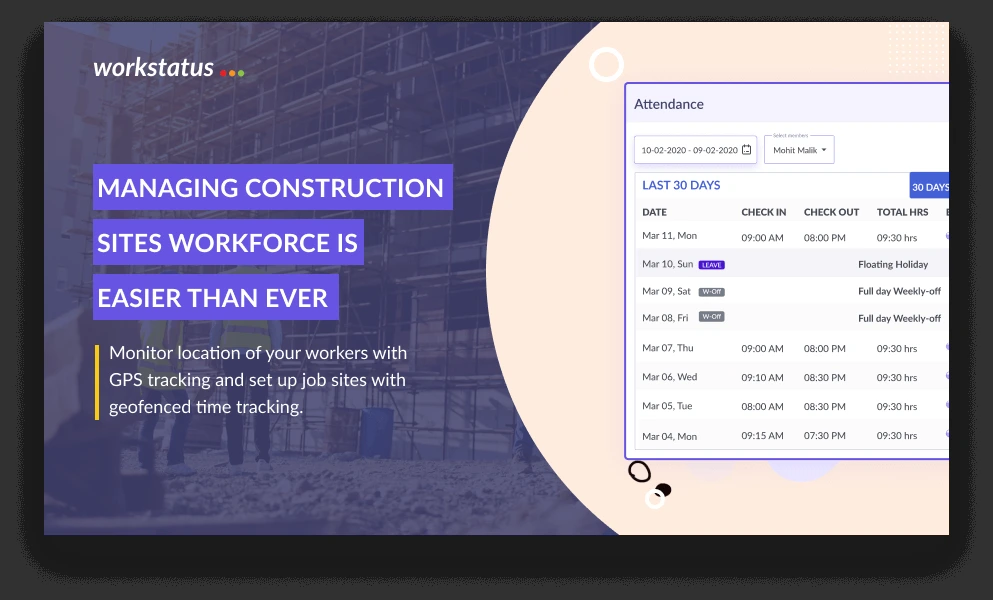 workstatus
MANAGING CONSTRUCTION
SITES WORKFORCE IS
EASIER THAN EVER
Monitor location of your workers with
GPS tracking and set up job sites with
geofenced time tracking.
Attendance
Select members
10-02-2020 - 09-02-2020 Mohit Malik
LAST 30 DAYS 30 DAYS
DATE CHECK IN CHECK OUT TOTAL HRS
Mar 11, Mon 09:00 AM 08:00 PM 09:30 hrs
Mar 10, Sun LEAVE Floating Holiday
Mar 09, Sat W-Off Full day Weekly-off
Mar 08, Fri W-Off Full day Weekly-off
Mar 07, Thu 09:00 AM 08:00 PM 09:30 hrs
Mar 06, Wed 09:10 AM 08:30 PM 09:30 hrs
Mar 05, Tue 08:00 AM 08:30 PM 09:30 hrs
Mar 04, Mon 09:15 AM 07:30 PM 09:30 hrs